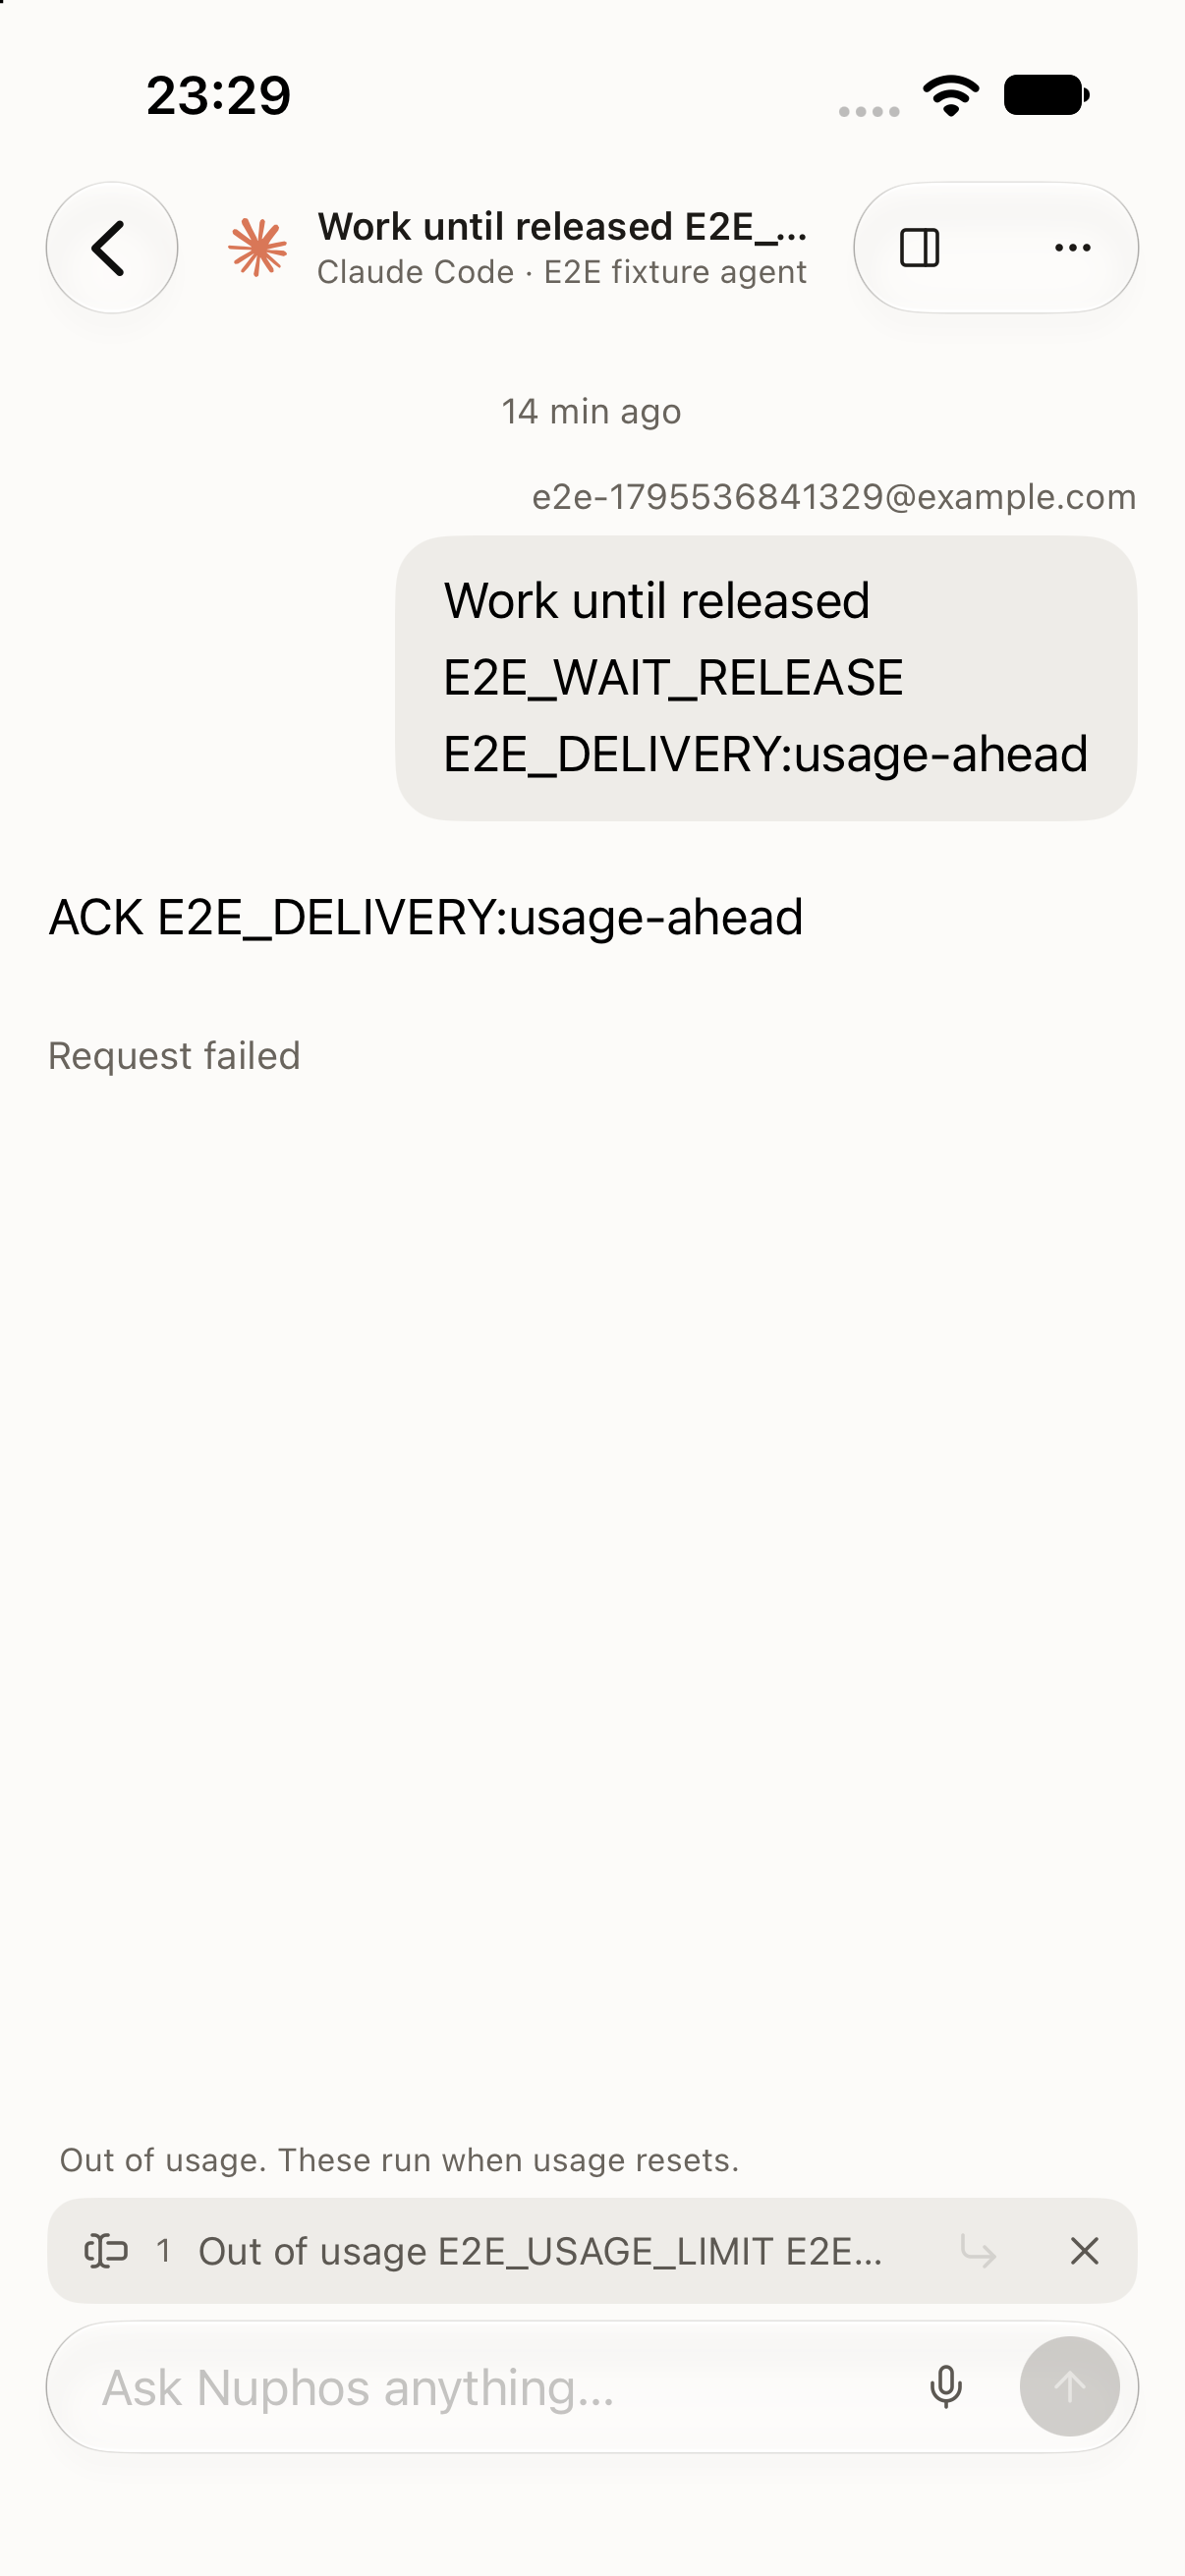 23:29
Work until released E2E_...
Claude Code · E2E fixture agent
14 min ago
e2e-1795536841329@example.com
Work until released
E2E_WAIT_RELEASE
E2E_DELIVERY:usage-ahead
ACK E2E_DELIVERY:usage-ahead
Request failed
Out of usage. These run when usage resets.
1 Out of usage E2E_USAGE_LIMIT E2E...
Ask Nuphos anything...